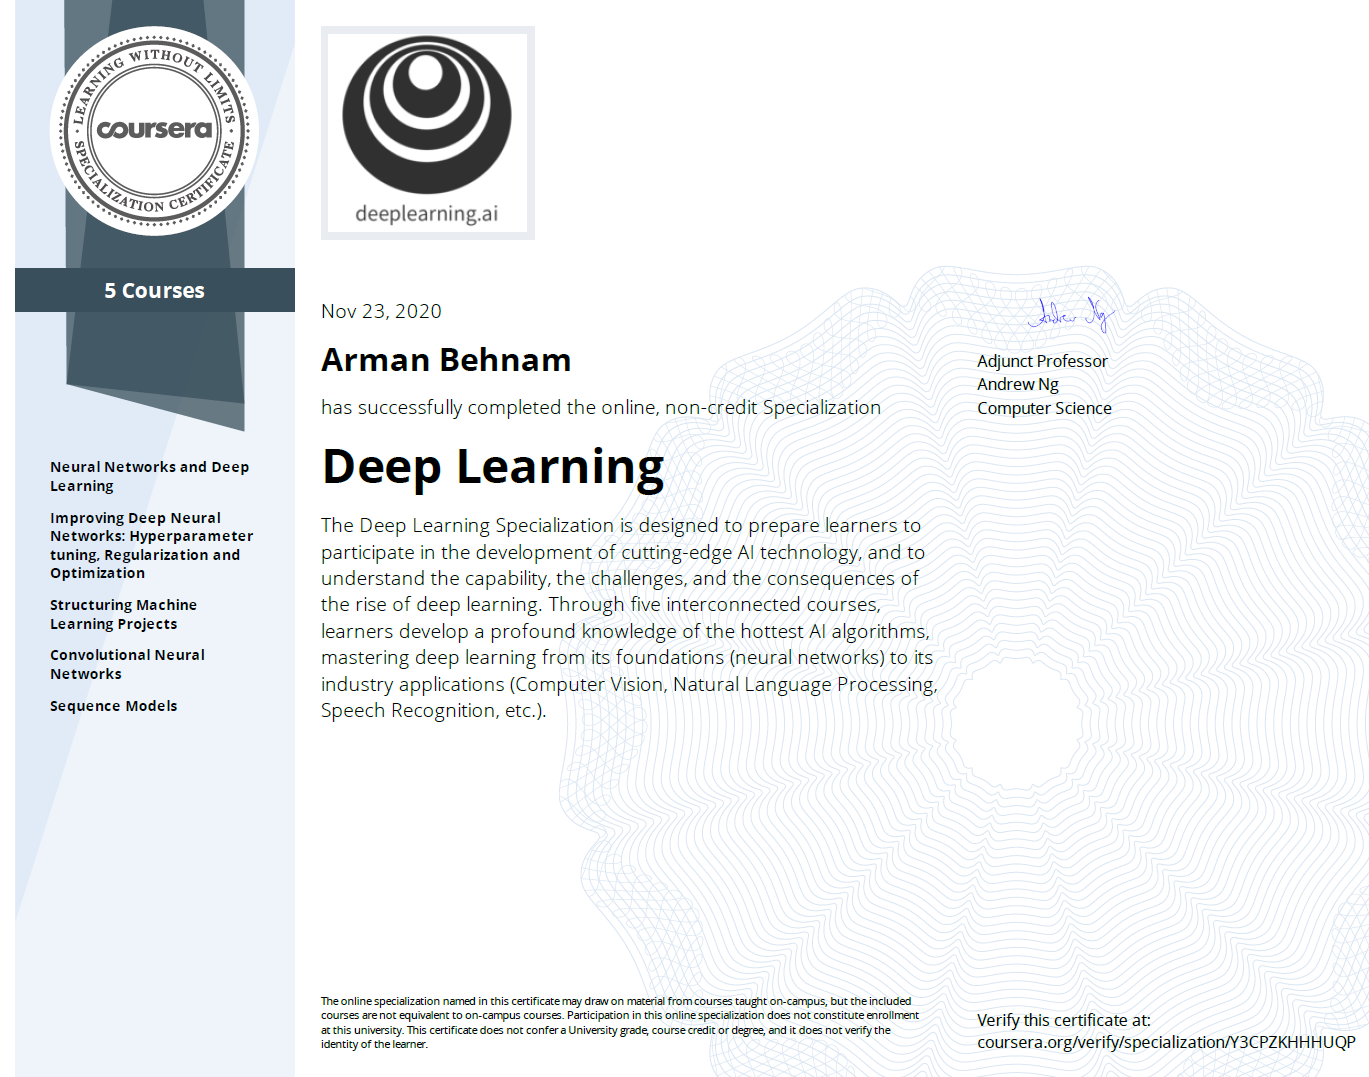 LEARNING WITHOUT LIMITS
coursera
SPECIALIZATION CERTIFICATE
5 Courses
Neural Networks and Deep
Learning
Improving Deep Neural
Networks: Hyperparameter
tuning, Regularization and
Optimization
Structuring Machine
Learning Projects
Convolutional Neural
Networks
Sequence Models
deeplearning.ai
Nov 23, 2020
Arman Behnam
has successfully completed the online, non-credit Specialization
Deep Learning
The Deep Learning Specialization is designed to prepare learners to
participate in the development of cutting-edge AI technology, and to
understand the capability, the challenges, and the consequences of
the rise of deep learning. Through five interconnected courses,
learners develop a profound knowledge of the hottest AI algorithms,
mastering deep learning from its foundations (neural networks) to its
industry applications (Computer Vision, Natural Language Processing,
Speech Recognition, etc.).
Andrew Ng
Adjunct Professor
Andrew Ng
Computer Science
The online specialization named in this certificate may draw on material from courses taught on-campus, but the included
courses are not equivalent to on-campus courses. Participation in this online specialization does not constitute enrollment
at this university. This certificate does not confer a University grade, course credit or degree, and it does not verify the
identity of the learner.
Verify this certificate at:
coursera.org/verify/specialization/Y3CPZKHHHUQP